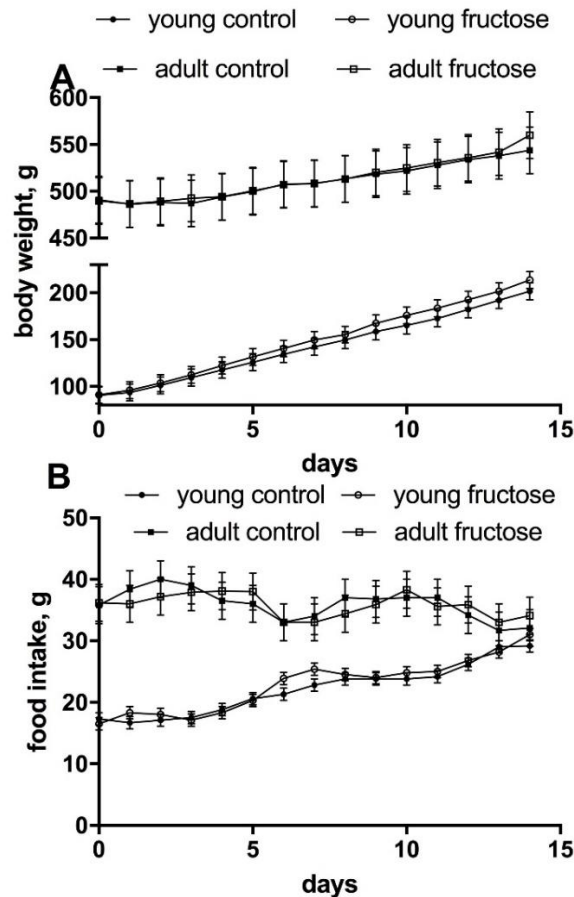 young control young fructose
adult control adult fructose
A
600
550
500
450
200
150
100
body weight, g
0 5 10 15
days
B
young control young fructose
adult control adult fructose
50
40
30
20
10
0
food intake, g
0 5 10 15
days